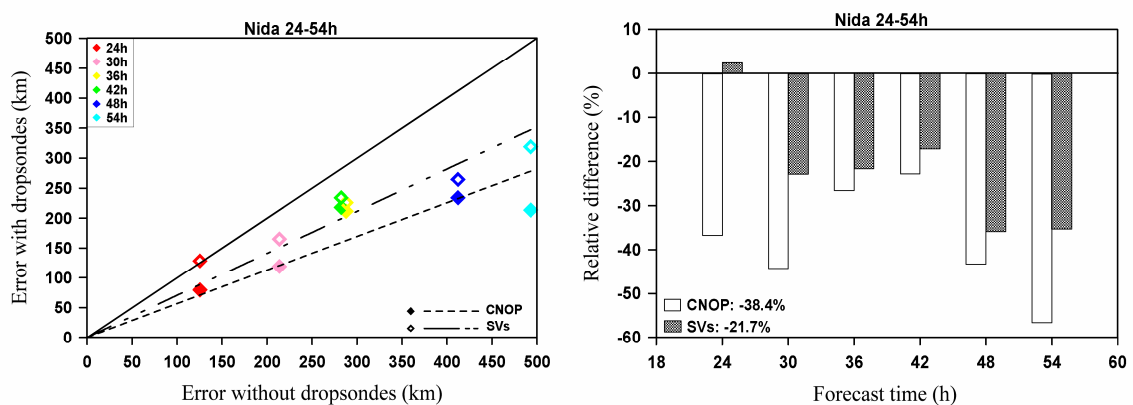 Nida 24-54h
Error with dropsondes (km)
500
450
400
350
300
250
200
150
100
50
0
24h
30h
36h
42h
48h
54h
CNOP
SVs
0 50 100 150 200 250 300 350 400 450 500
Error without dropsondes (km)
Nida 24-54h
Relative difference (%)
10
0
-10
-20
-30
-40
-50
-60
CNOP: -38.4%
SVs: -21.7%
18 24 30 36 42 48 54 60
Forecast time (h)